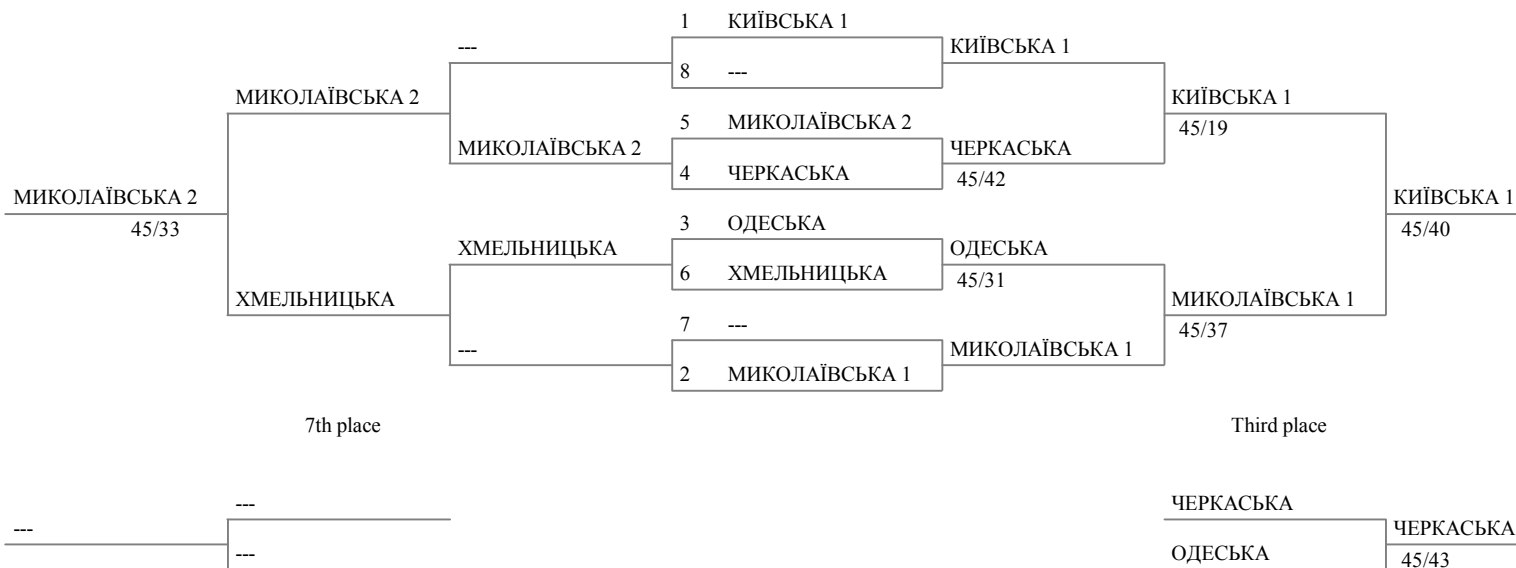 1 КИЇВСЬКА 1
--- КИЇВСЬКА 1
8 ---
МИКОЛАЇВСЬКА 2 КИЇВСЬКА 1
5 МИКОЛАЇВСЬКА 2 45/19
МИКОЛАЇВСЬКА 2 ЧЕРКАСЬКА
4 ЧЕРКАСЬКА 45/42
МИКОЛАЇВСЬКА 2 КИЇВСЬКА 1
45/33 3 ОДЕСЬКА 45/40
ХМЕЛЬНИЦЬКА ОДЕСЬКА
6 ХМЕЛЬНИЦЬКА 45/31
ХМЕЛЬНИЦЬКА МИКОЛАЇВСЬКА 1
7 --- 45/37
--- МИКОЛАЇВСЬКА 1
2 МИКОЛАЇВСЬКА 1
7th place Third place
--- ЧЕРКАСЬКА
--- ЧЕРКАСЬКА
--- ОДЕСЬКА 45/43